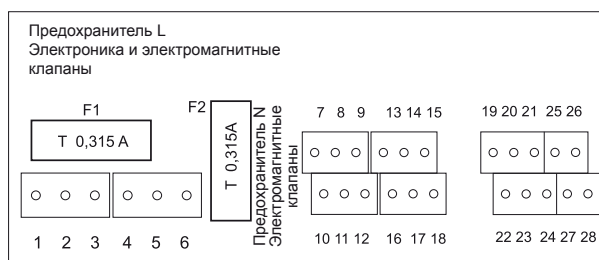 Предохранитель L
Электроника и электромагнитные
клапаны
F1
T 0,315 A
F2
T 0,315A
Предохранитель N
Электромагнитные
клапаны
7 8 9 13 14 15 19 20 21 25 26
1 2 3 4 5 6
10 11 12 16 17 18 22 23 24 27 28